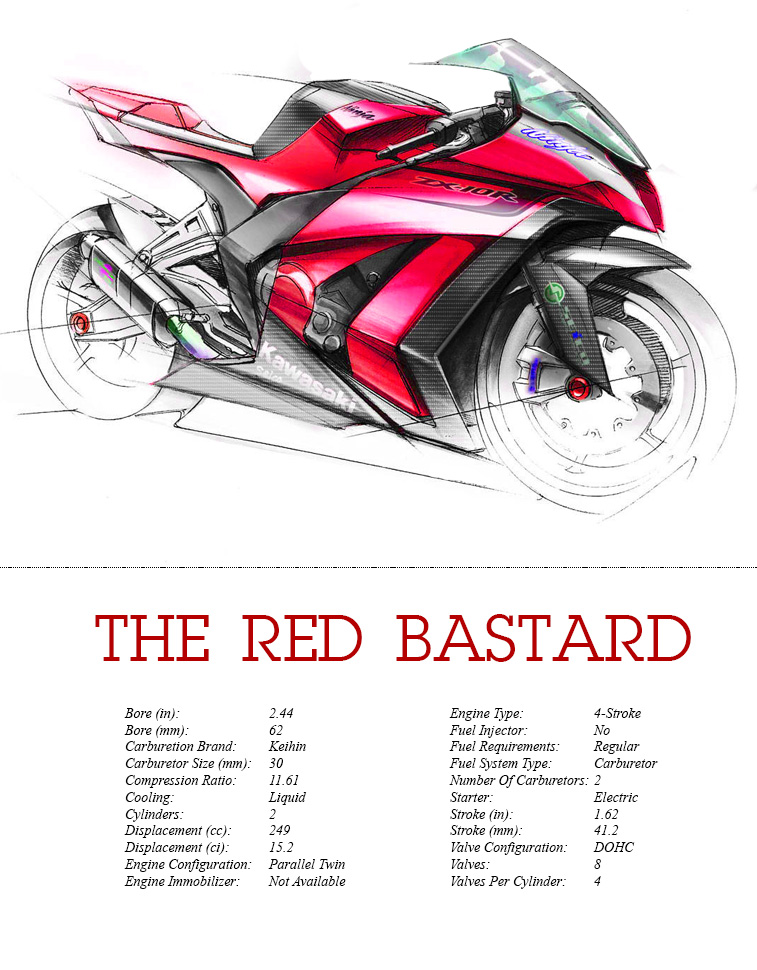 Ninja
ZX-10R
Kawasaki
THE RED BASTARD
Bore (in): 2.44
Bore (mm): 62
Carburetion Brand: Keihin
Carburetor Size (mm): 30
Compression Ratio: 11.61
Cooling: Liquid
Cylinders: 2
Displacement (cc): 249
Displacement (ci): 15.2
Engine Configuration: Parallel Twin
Engine Immobilizer: Not Available
Engine Type: 4-Stroke
Fuel Injector: No
Fuel Requirements: Regular
Fuel System Type: Carburetor
Number Of Carburetors: 2
Starter: Electric
Stroke (in): 1.62
Stroke (mm): 41.2
Valve Configuration: DOHC
Valves: 8
Valves Per Cylinder: 4